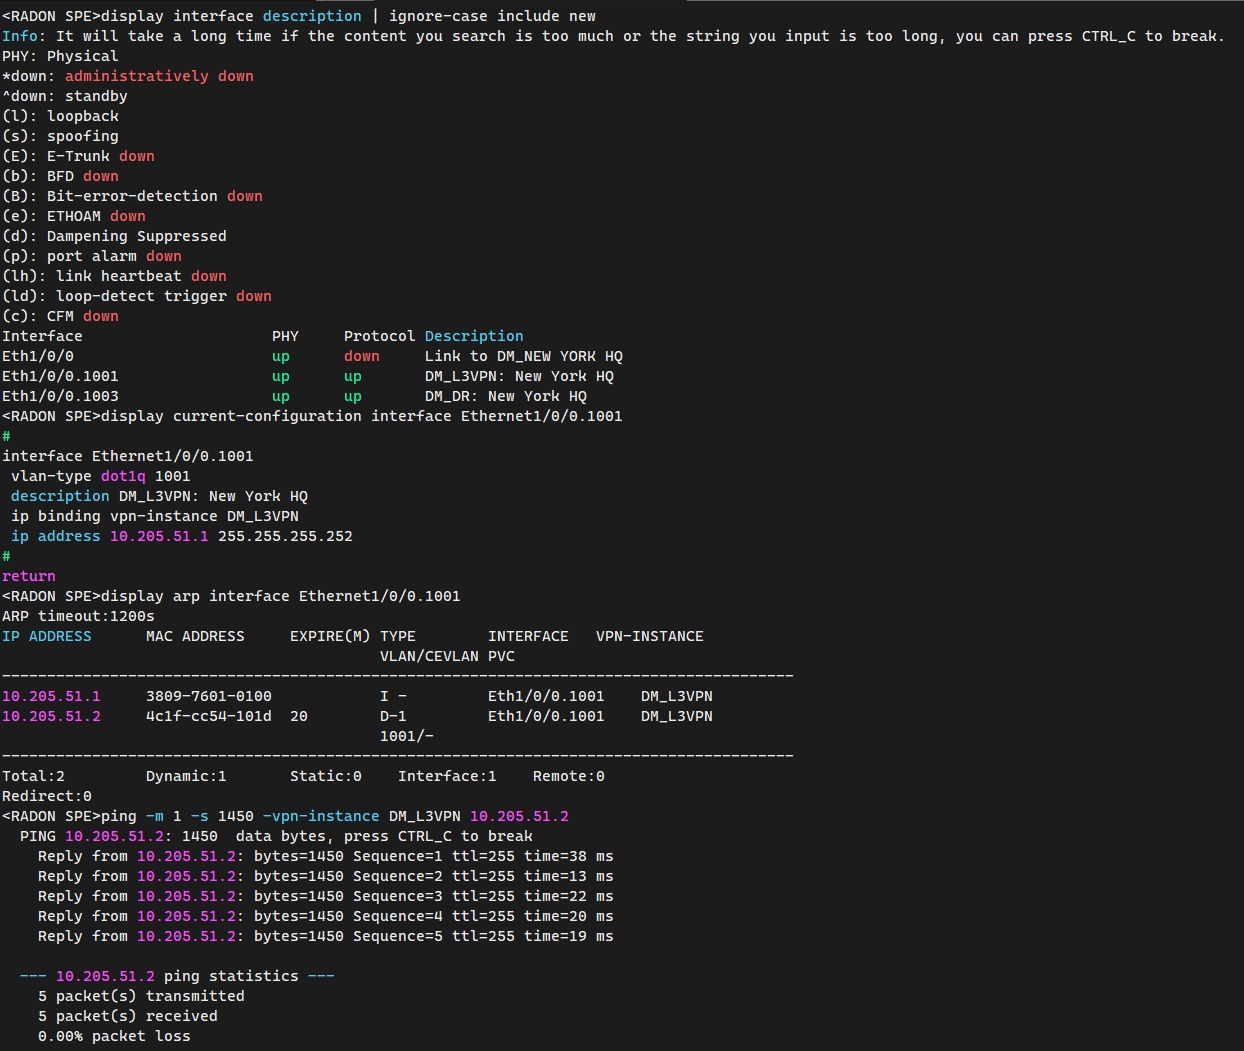 <RADON SPE>display interface description | ignore-case include new
Info: It will take a long time if the content you search is too much or the string you input is too long, you can press CTRL_C to break.
PHY: Physical
*down: administratively down
^down: standby
(l): loopback
(s): spoofing
(E): E-Trunk down
(b): BFD down
(B): Bit-error-detection down
(e): ETHOAM down
(d): Dampening Suppressed
(p): port alarm down
(lh): link heartbeat down
(ld): loop-detect trigger down
(c): CFM down
Interface                     PHY     Protocol Description
Eth1/0/0                      up      down     Link to DM_NEW YORK HQ
Eth1/0/0.1001                 up      up       DM_L3VPN: New York HQ
Eth1/0/0.1003                 up      up       DM_DR: New York HQ
<RADON SPE>display current-configuration interface Ethernet1/0/0.1001
#
interface Ethernet1/0/0.1001
 vlan-type dot1q 1001
 description DM_L3VPN: New York HQ
 ip binding vpn-instance DM_L3VPN
 ip address 10.205.51.1 255.255.255.252
#
return
<RADON SPE>display arp interface Ethernet1/0/0.1001
ARP timeout:1200s
IP ADDRESS      MAC ADDRESS     EXPIRE(M) TYPE        INTERFACE   VPN-INSTANCE
                                          VLAN/CEVLAN PVC
----------------------------------------------------------------------------------------
10.205.51.1     3809-7601-0100            I -         Eth1/0/0.1001    DM_L3VPN
10.205.51.2     4c1f-cc54-101d  20        D-1         Eth1/0/0.1001    DM_L3VPN
                                          1001/-
----------------------------------------------------------------------------------------
Total:2         Dynamic:1       Static:0    Interface:1    Remote:0
Redirect:0
<RADON SPE>ping -m 1 -s 1450 -vpn-instance DM_L3VPN 10.205.51.2
  PING 10.205.51.2: 1450  data bytes, press CTRL_C to break
    Reply from 10.205.51.2: bytes=1450 Sequence=1 ttl=255 time=38 ms
    Reply from 10.205.51.2: bytes=1450 Sequence=2 ttl=255 time=13 ms
    Reply from 10.205.51.2: bytes=1450 Sequence=3 ttl=255 time=22 ms
    Reply from 10.205.51.2: bytes=1450 Sequence=4 ttl=255 time=20 ms
    Reply from 10.205.51.2: bytes=1450 Sequence=5 ttl=255 time=19 ms

  --- 10.205.51.2 ping statistics ---
    5 packet(s) transmitted
    5 packet(s) received
    0.00% packet loss